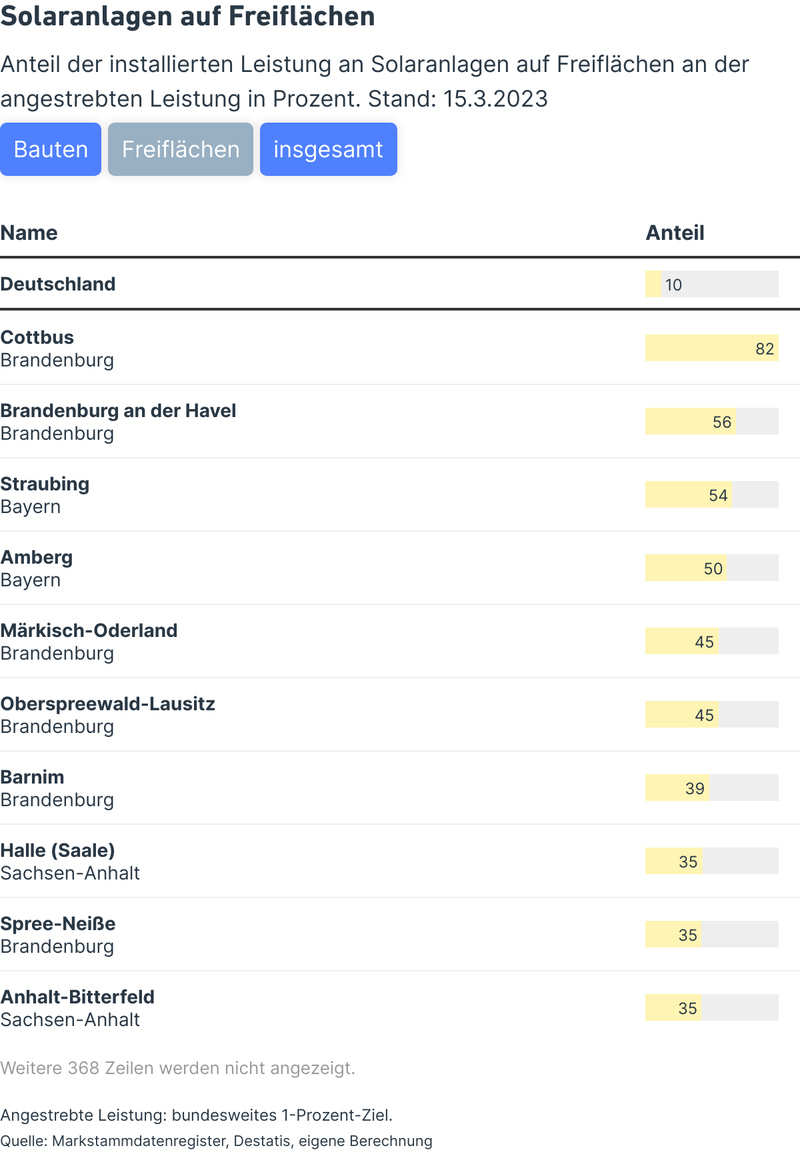 Solaranlagen auf Freiflächen
Anteil der installierten Leistung an Solaranlagen auf Freiflächen an der
angestrebten Leistung in Prozent. Stand: 15.3.2023
Bauten Freiflächen insgesamt
Name Anteil
Deutschland 10
Cottbus
Brandenburg 82
Brandenburg an der Havel
Brandenburg 56
Straubing
Bayern 54
Amberg
Bayern 50
Märkisch-Oderland
Brandenburg 45
Oberspreewald-Lausitz
Brandenburg 45
Barnim
Brandenburg 39
Halle (Saale)
Sachsen-Anhalt 35
Spree-Neiße
Brandenburg 35
Anhalt-Bitterfeld
Sachsen-Anhalt 35
Weitere 368 Zeilen werden nicht angezeigt.
Angestrebte Leistung: bundesweites 1-Prozent-Ziel.
Quelle: Markstammdatenregister, Destatis, eigene Berechnung